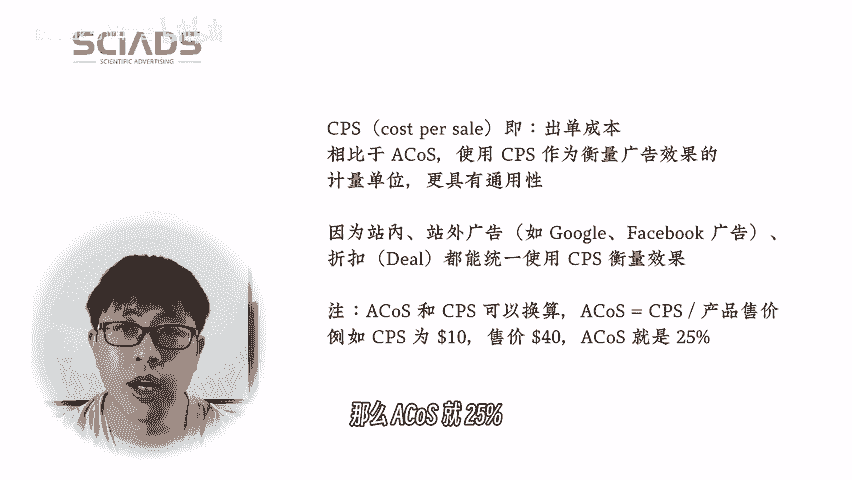 SCIADS
SCIENTIFIC ADVERTISING
CPS（cost per sale）即：出单成本
相比于 ACoS，使用 CPS 作为衡量广告效果的
计量单位，更具有通用性
因为站內、站外广告（如 Google、Facebook 广告）、
折扣（Deal）都能统一使用 CPS 衡量效果
注：ACoS 和 CPS 可以换算，ACoS = CPS / 产品售价
例如 CPS 为 $10，售价 $40，ACoS 就是 25%
那么 ACoS 就 25%